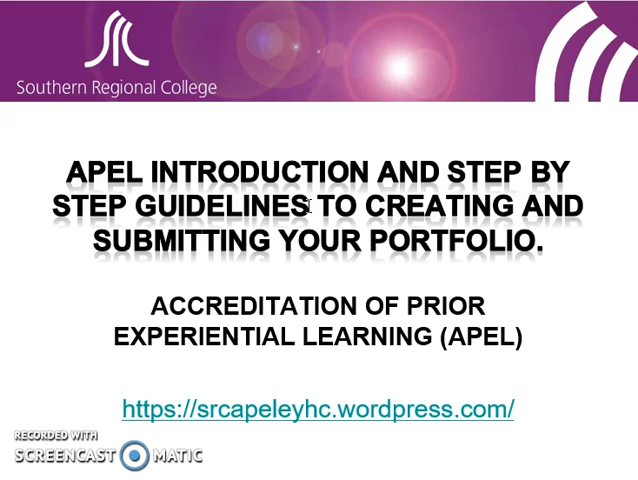 Southern Regional College
APEL INTRODUCTION AND STEP BY
STEP GUIDELINES TO CREATING AND
SUBMITTING YOUR PORTFOLIO.
ACCREDITATION OF PRIOR
EXPERIENTIAL LEARNING (APEL)
https://srcapeleyhc.wordpress.com/
RECORDED WITH
SCREENCAST MATIC